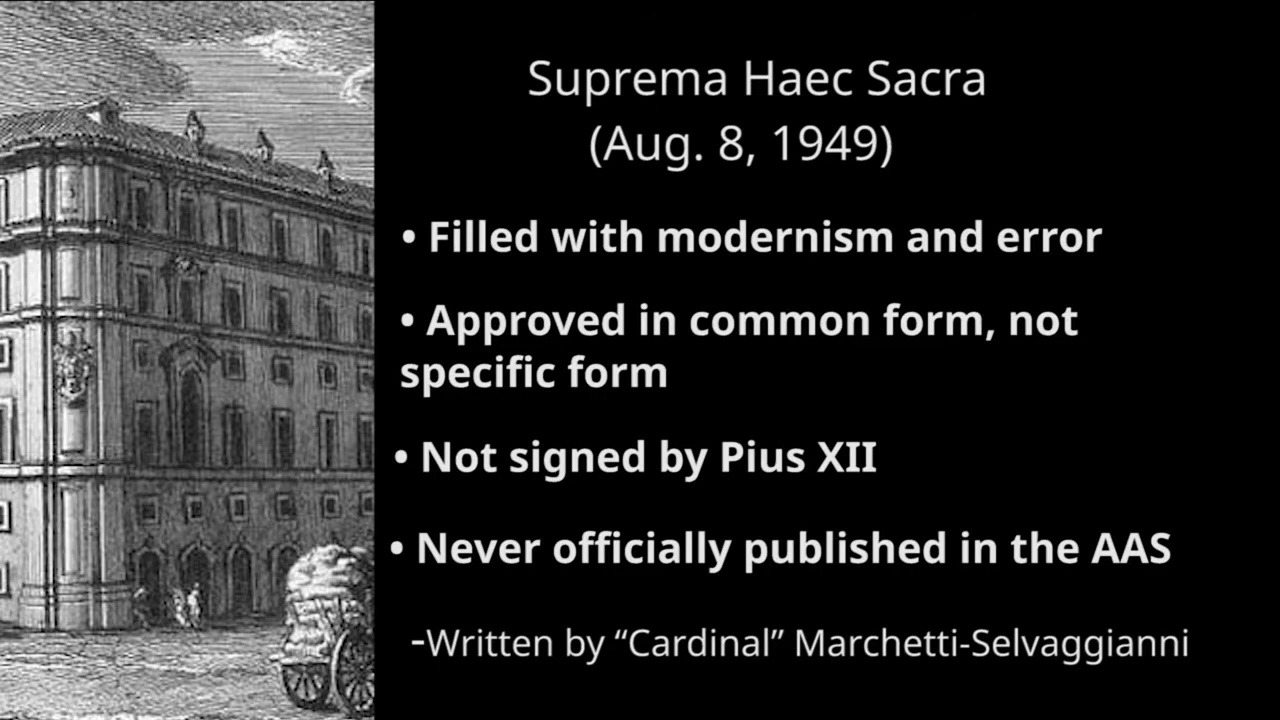 Suprema Haec Sacra
(Aug. 8, 1949)
• Filled with modernism and error
• Approved in common form, not
specific form
• Not signed by Pius XII
• Never officially published in the AAS
-Written by “Cardinal” Marchetti-Selvaggianni